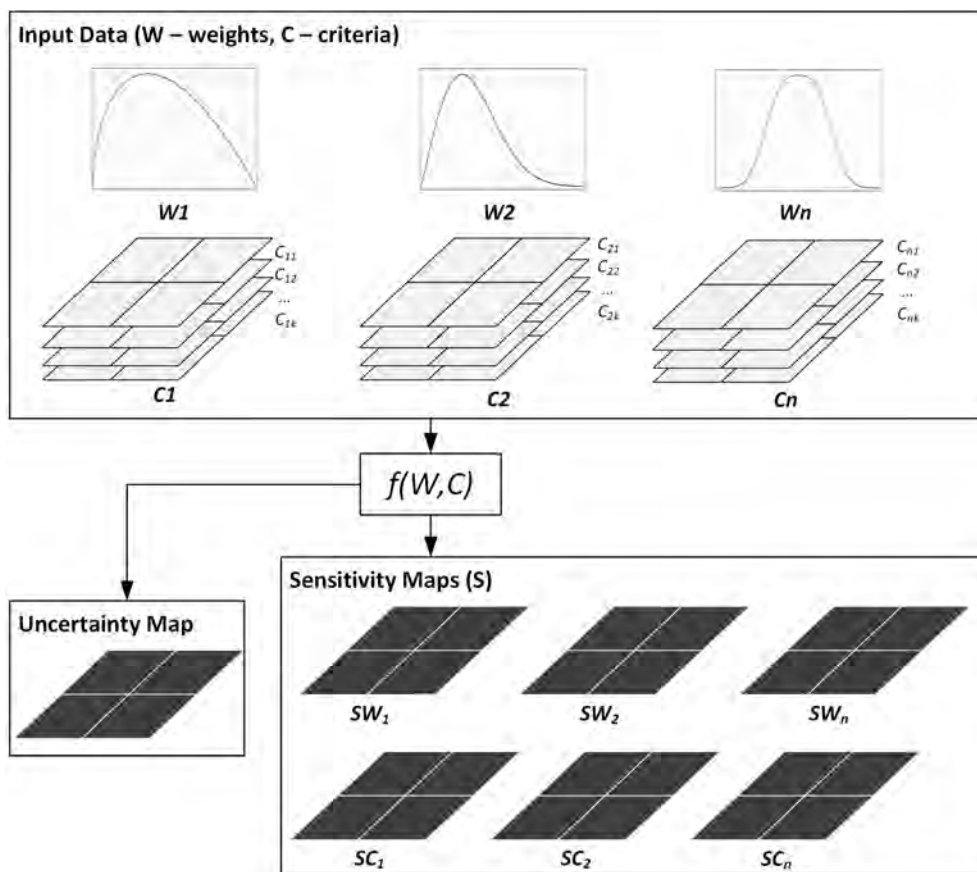 Input Data (W – weights, C – criteria)
W1
W2
Wn
C11
C12
...
C1k
C21
C22
...
C2k
Cn1
Cn2
...
Cnk
C1
C2
Cn
f(W,C)
Sensitivity Maps (S)
Uncertainty Map
SW1
SW2
SWn
SC1
SC2
SCn